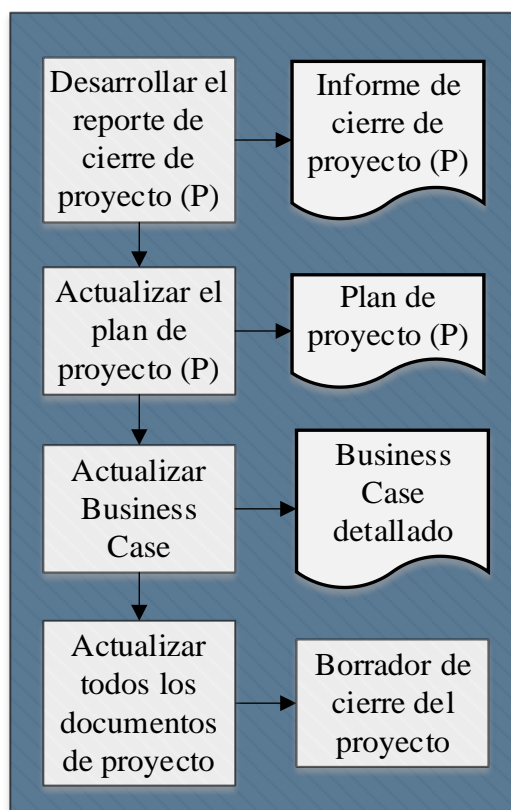 Desarrollar el
reporte de
cierre de
proyecto (P)
Informe de
cierre de
proyecto (P)
Actualizar el
plan de
proyecto (P)
Plan de
proyecto (P)
Actualizar
Business
Case
Business
Case
detallado
Actualizar
todos los
documentos
de proyecto
Borrador de
cierre del
proyecto